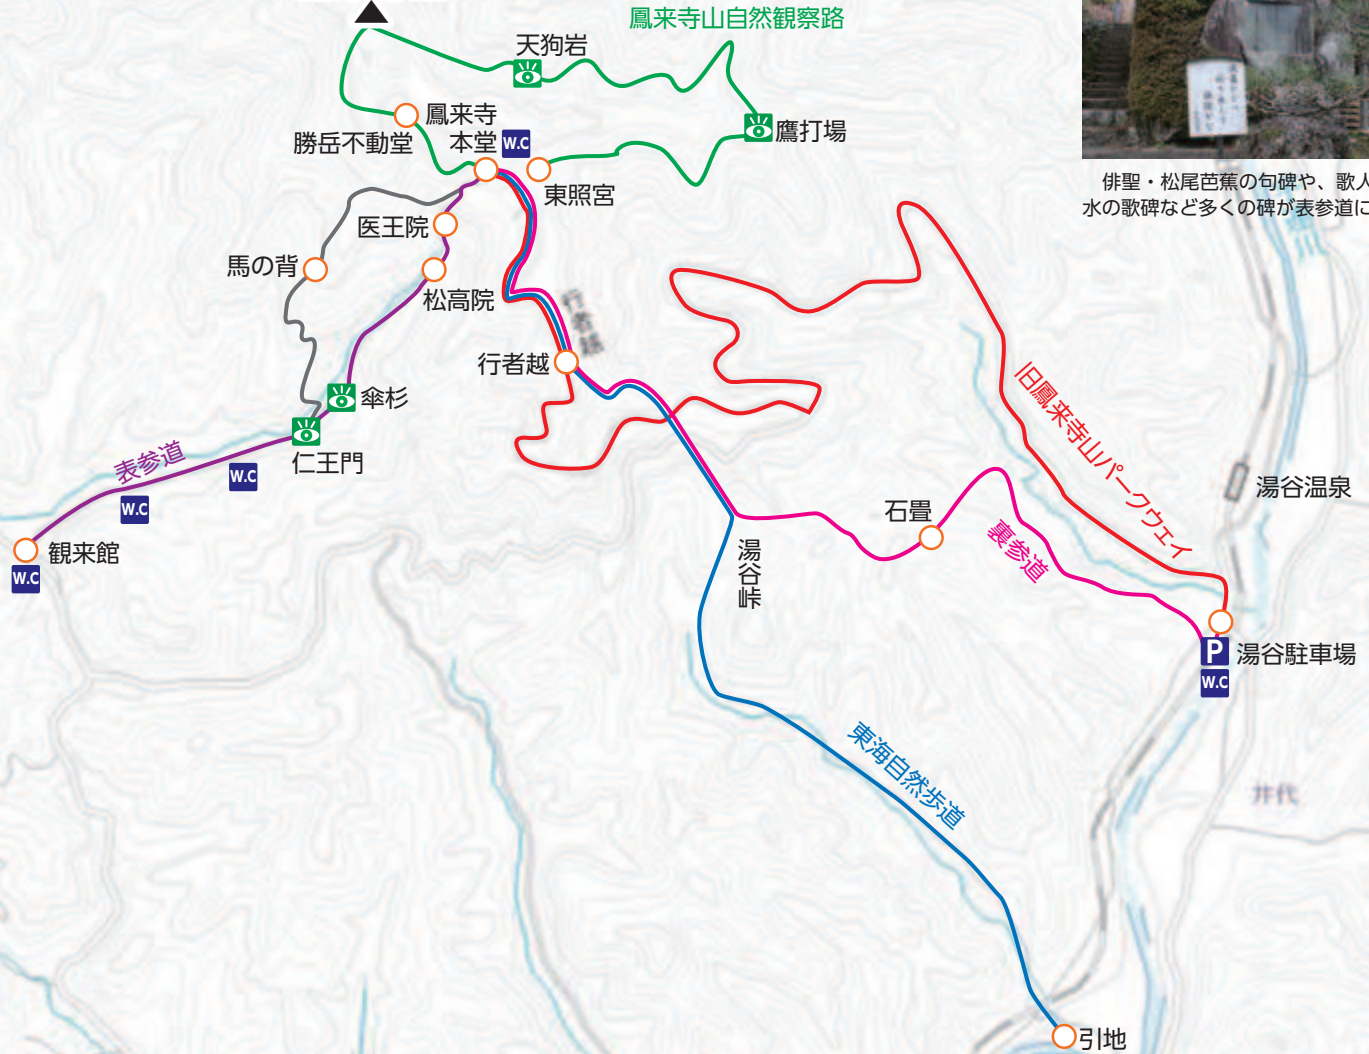 鳳来寺山自然観察路
天狗岩
鳳来寺
本堂
W.C
勝岳不動堂
鷹打場
東照宮
俳聖・松尾芭蕉の句碑や、歌人
水の歌碑など多くの碑が表参道に
医王院
馬の背
松高院
行者越
傘杉
仁王門
表参道
W.C
W.C
観来館
W.C
旧鳳来寺山パークウェイ
湯谷温泉
石畳
裏参道
湯谷峠
P
湯谷駐車場
W.C
東海自然歩道
井代
引地